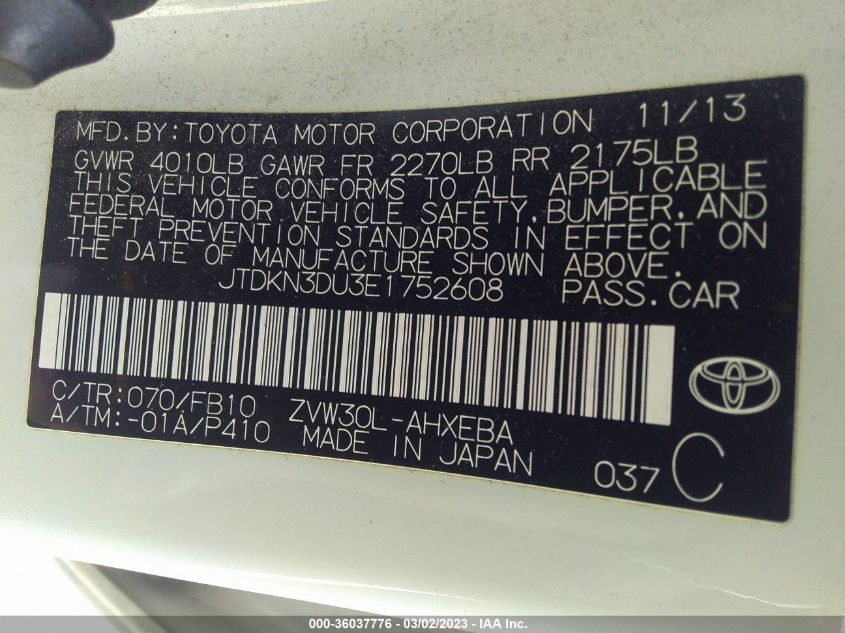 MFD.BY:TOYOTA MOTOR CORPORATION 11/13
GVWR 4010LB GAWR FR 2270LB RR 2175LB
THIS VEHICLE CONFORMS TO ALL APPLICABLE
FEDERAL MOTOR VEHICLE SAFETY,BUMPER,AND
THEFT PREVENTION STANDARDS IN EFFECT ON
THE DATE OF MANUFACTURE SHOWN ABOVE.
JTDKN3DU3E1752608 PASS.CAR
C/TR:070/FB10 ZVW30L-AHXEBA
A/TM:-01A/P410 MADE IN JAPAN
037 C
000-36037776 - 03/02/2023 - IAA Inc.